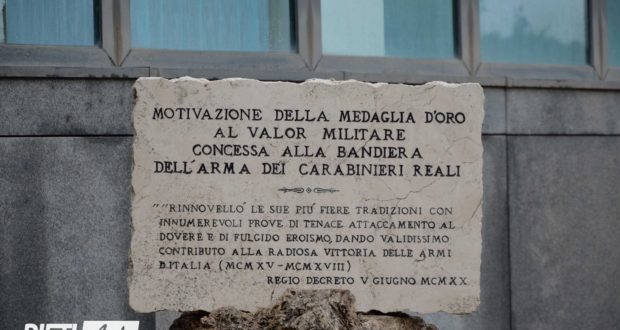 MOTIVAZIONE DELLA MEDAGLIA D'ORO
AL VALOR MILITARE
CONCESSA ALLA BANDIERA
DELL'ARMA DEI CARABINIERI REALI
""RINNOVELLÒ LE SUE PIÙ FIERE TRADIZIONI CON
INNUMEREVOLI PROVE DI TENACE ATTACCAMENTO AL
DOVERE E DI FULGIDO EROISMO, DANDO VALIDISSIMO
CONTRIBUTO ALLA RADIOSA VITTORIA DELLE ARMI
D'ITALIA (MCMXV-MCMXVIII)
REGIO DECRETO V GIUGNO MCMXX